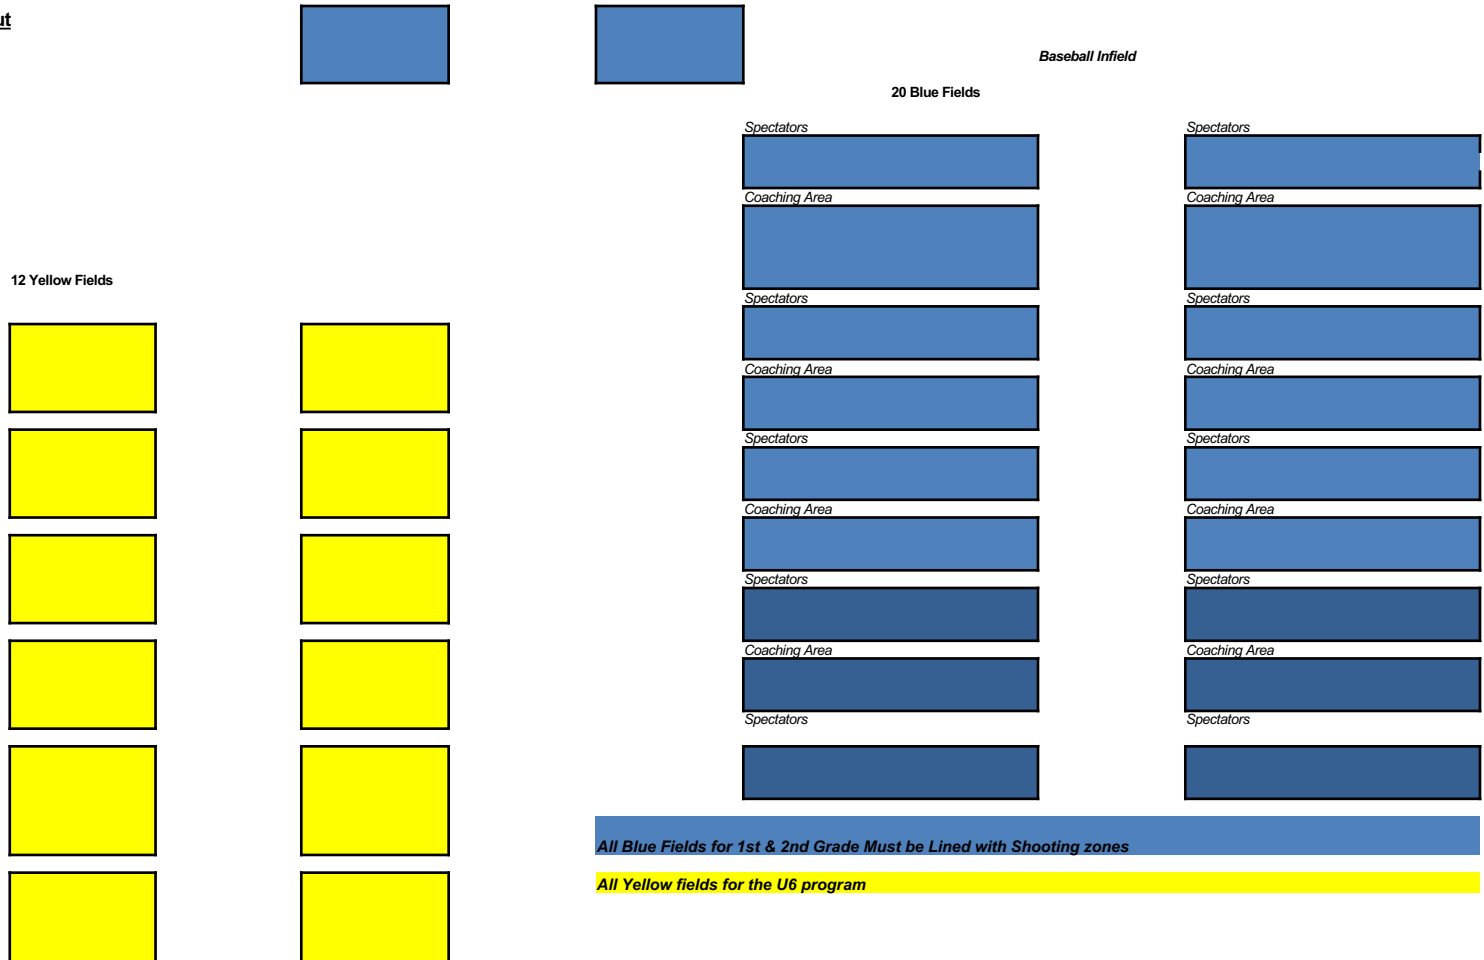 ut
Baseball Infield
20 Blue Fields
Spectators Spectators
Coaching Area Coaching Area
12 Yellow Fields
Spectators Spectators
Coaching Area Coaching Area
Spectators Spectators
Coaching Area Coaching Area
Spectators Spectators
Coaching Area Coaching Area
Spectators Spectators
All Blue Fields for 1st & 2nd Grade Must be Lined with Shooting zones
All Yellow fields for the U6 program